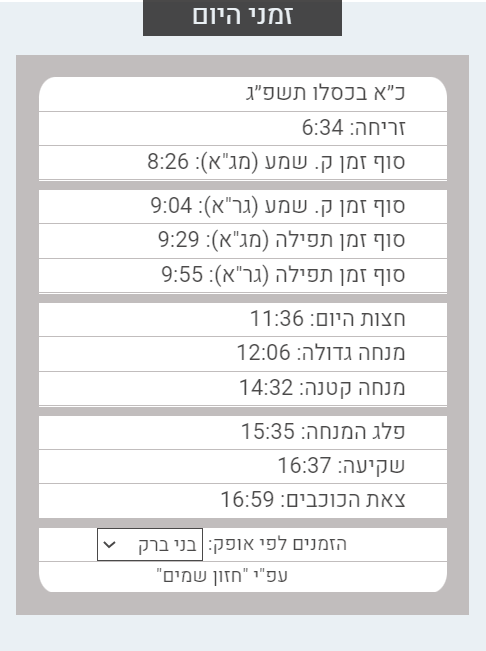 זמני היום
כ"א בכסלו תשפ"ג
זריחה: 6:34
סוף זמן ק. שמע (מג"א): 8:26
סוף זמן ק. שמע (גר"א): 9:04
סוף זמן תפילה (מג"א): 9:29
סוף זמן תפילה (גר"א): 9:55
חצות היום: 11:36
מנחה גדולה: 12:06
מנחה קטנה: 14:32
פלג המנחה: 15:35
שקיעה: 16:37
צאת הכוכבים: 16:59
הזמנים לפי אופק: בני ברק
עפ"י "חזון שמים"